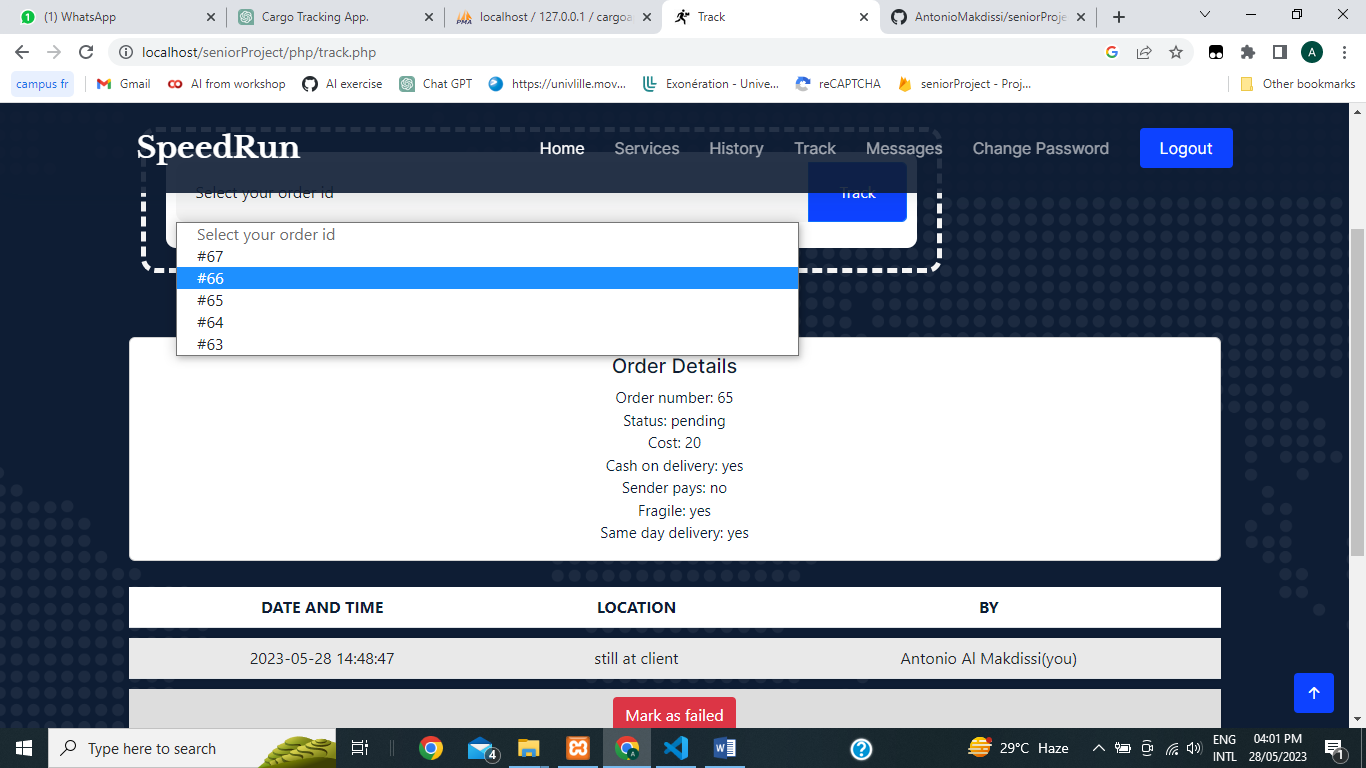 (1) WhatsApp
Cargo Tracking App.
localhost / 127.0.0.1 / cargoa
Track
AntonioMakdissi/seniorProje
localhost/seniorProject/php/track.php
A
campus fr
Gmail
AI from workshop
AI exercise
Chat GPT
https://univlille.mov...
Exonération - Unive...
reCAPTCHA
seniorProject - Proj...
Other bookmarks
SpeedRun
Home
Services
History
Track
Messages
Change Password
Logout
Select your order id
Track
Select your order id
#67
#66
#65
#64
#63
Order Details
Order number: 65
Status: pending
Cost: 20
Cash on delivery: yes
Sender pays: no
Fragile: yes
Same day delivery: yes
DATE AND TIME LOCATION BY
2023-05-28 14:48:47 still at client Antonio Al Makdissi(you)
Mark as failed
Type here to search
4
29°C Haze
ENG
INTL
04:01 PM
28/05/2023
1